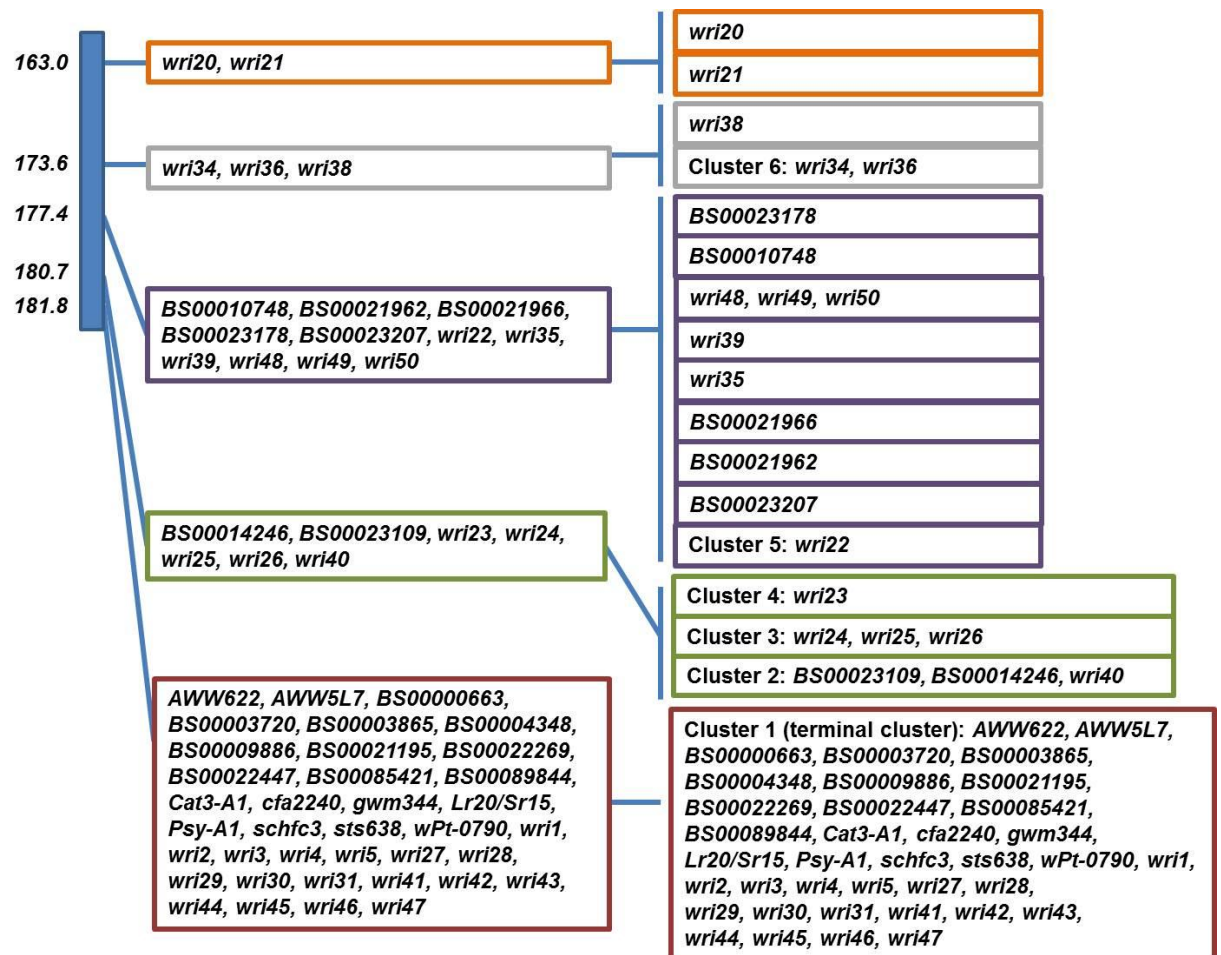 163.0
173.6
177.4
180.7
181.8
wri20, wri21
wri34, wri36, wri38
BS00010748, BS00021962, BS00021966,
BS00023178, BS00023207, wri22, wri35,
wri39, wri48, wri49, wri50
BS00014246, BS00023109, wri23, wri24,
wri25, wri26, wri40
AWW622, AWW5L7, BS00000663,
BS00003720, BS00003865, BS00004348,
BS00009886, BS00021195, BS00022269,
BS00022447, BS00085421, BS00089844,
Cat3-A1, cfa2240, gwm344, Lr20/Sr15,
Psy-A1, schfc3, sts638, wPt-0790, wri1,
wri2, wri3, wri4, wri5, wri27, wri28,
wri29, wri30, wri31, wri41, wri42, wri43,
wri44, wri45, wri46, wri47
wri20
wri21
wri38
Cluster 6: wri34, wri36
BS00023178
BS00010748
wri48, wri49, wri50
wri39
wri35
BS00021966
BS00021962
BS00023207
Cluster 5: wri22
Cluster 4: wri23
Cluster 3: wri24, wri25, wri26
Cluster 2: BS00023109, BS00014246, wri40
Cluster 1 (terminal cluster): AWW622, AWW5L7,
BS00000663, BS00003720, BS00003865,
BS00004348, BS00009886, BS00021195,
BS00022269, BS00022447, BS00085421,
BS00089844, Cat3-A1, cfa2240, gwm344,
Lr20/Sr15, Psy-A1, schfc3, sts638, wPt-0790, wri1,
wri2, wri3, wri4, wri5, wri27, wri28,
wri29, wri30, wri31, wri41, wri42, wri43,
wri44, wri45, wri46, wri47